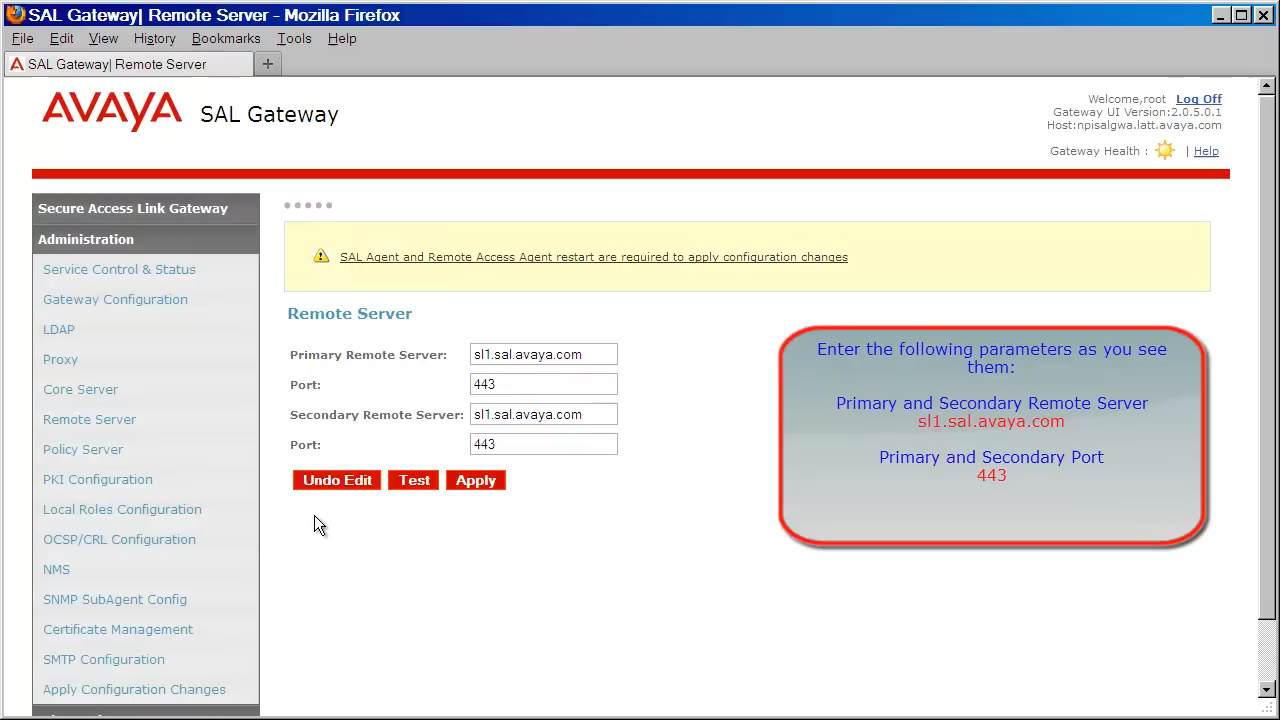 SAL Gateway| Remote Server - Mozilla Firefox
File Edit View History Bookmarks Tools Help
SAL Gateway| Remote Server
AVAYA SAL Gateway
Welcome,root Log Off
Gateway UI Version:2.0.5.0.1
Host:npisalgwa.latt.avaya.com
Gateway Health : | Help
Secure Access Link Gateway
Administration
Service Control & Status
Gateway Configuration
LDAP
Proxy
Core Server
Remote Server
Policy Server
PKI Configuration
Local Roles Configuration
OCSP/CRL Configuration
NMS
SNMP SubAgent Config
Certificate Management
SMTP Configuration
Apply Configuration Changes
SAL Agent and Remote Access Agent restart are required to apply configuration changes
Remote Server
Primary Remote Server: sl1.sal.avaya.com
Port: 443
Secondary Remote Server: sl1.sal.avaya.com
Port: 443
Undo Edit Test Apply
Enter the following parameters as you see
them:
Primary and Secondary Remote Server
sl1.sal.avaya.com
Primary and Secondary Port
443